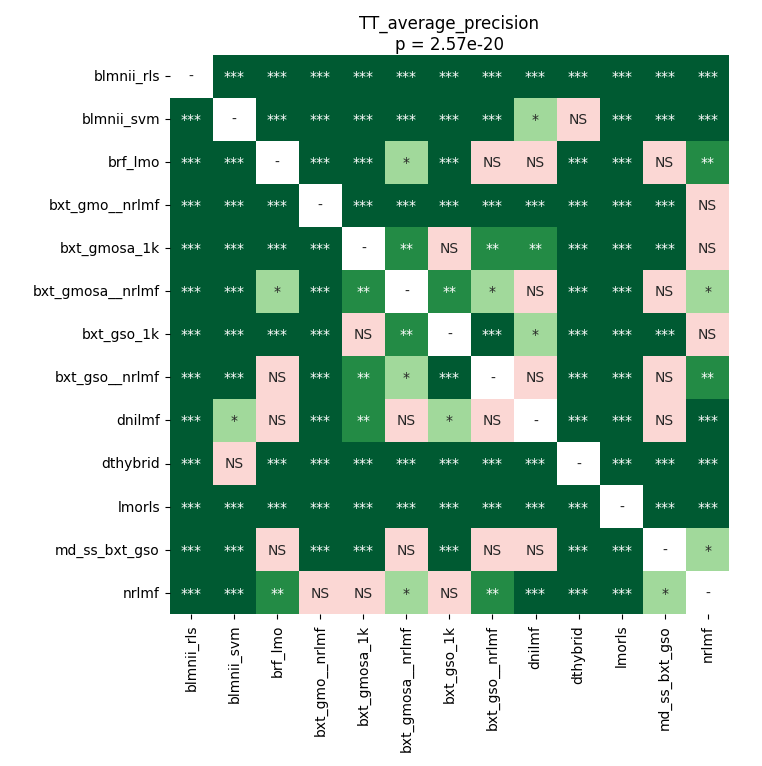 TT_average_precision
p = 2.57e-20
blmnii_rls - *** *** *** *** *** *** *** *** *** *** *** ***
blmnii_svm *** - *** *** *** *** *** *** * NS *** *** ***
brf_lmo *** *** - *** *** * *** NS NS *** *** NS **
bxt_gmo__nrlmf *** *** *** - *** *** *** *** *** *** *** *** NS
bxt_gmosa_1k *** *** *** *** - ** NS ** ** *** *** *** NS
bxt_gmosa__nrlmf *** *** * *** ** - ** * NS *** *** NS *
bxt_gso_1k *** *** *** *** NS ** - *** * *** *** *** NS
bxt_gso__nrlmf *** *** NS *** ** * *** - NS *** *** NS **
dnilmf *** * NS *** ** NS * NS - *** *** NS ***
dthybrid *** NS *** *** *** *** *** *** *** - *** *** ***
lmorls *** *** *** *** *** *** *** *** *** *** - *** ***
md_ss_bxt_gso *** *** NS *** *** NS *** NS NS *** *** - *
nrlmf *** *** ** NS NS * NS ** *** *** *** * -
blmnii_rls
blmnii_svm
brf_lmo
bxt_gmo__nrlmf
bxt_gmosa_1k
bxt_gmosa__nrlmf
bxt_gso_1k
bxt_gso__nrlmf
dnilmf
dthybrid
lmorls
md_ss_bxt_gso
nrlmf